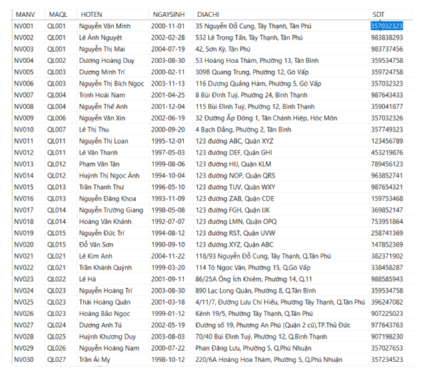 MANV MAQL HOTEN NGAYSINH DIACHI SDT
NV001 QL001 Nguyễn Văn Minh 2000-11-01 35 Nguyễn Đỗ Cung, Tây Thạnh, Tân Phú 357032323
NV002 QL002 Lê Ánh Nguyệt 2002-02-28 532 Lê Trọng Tấn, Tây Thạnh, Tân Phú 983838293
NV003 QL001 Nguyễn Thị Mai 2004-07-19 42, Sơn Kỳ, Tân Phú 983737456
NV004 QL002 Dương Hoàng Duy 2003-08-30 53 Hoàng Hoa Thám, Phường 13, Tân Bình 359534758
NV005 QL003 Dương Minh Trí 2000-02-11 309B Quang Trung, Phường 12, Gò Vấp 359724758
NV006 QL003 Nguyễn Thị Bích Ngọc 2003-11-13 116 Dương Quảng Hàm, Phường 5, Gò Vấp 357032323
NV007 QL004 Trịnh Hoài Nam 2001-04-25 8 Bùi Đình Tuý, Phường 24, Bình Thạnh 987643433
NV008 QL004 Nguyễn Thế Anh 2001-12-04 115 Bùi Đình Tuý, Phường 12, Bình Thạnh 359041877
NV009 QL006 Nguyễn Văn Xin 2002-06-19 32 Đường Ấp Đông 1, Tân Chánh Hiệp, Hóc Môn 357032326
NV010 QL007 Lê Thị Thu 2000-09-20 4 Bạch Đằng, Phường 2, Tân Bình 357749323
NV011 QL010 Nguyễn Thị Loan 1995-12-01 123 đường ABC, Quận XYZ 123456789
NV012 QL011 Lê Văn Thanh 1997-05-03 123 đường DEF, Quận GHI 453219876
NV013 QL012 Phạm Văn Tân 1999-08-06 123 đường HIJ, Quận KLM 789456123
NV014 QL013 Huỳnh Thị Ngọc Ánh 1994-10-04 123 đường NOP, Quận QRS 963852741
NV015 QL013 Trần Thanh Thư 1996-05-10 123 đường TUV, Quận WXY 987654321
NV016 QL013 Nguyễn Đăng Khoa 1993-11-09 123 đường ZAB, Quận CDE 159753468
NV017 QL014 Nguyễn Trường Giang 1998-05-08 123 đường FGH, Quận IJK 369852147
NV018 QL014 Hoàng Văn Khánh 1992-07-07 123 đường LMN, Quận OPQ 753951864
NV019 QL015 Nguyễn Đức Trí 1994-08-12 123 đường RST, Quận UVW 258741369
NV020 QL015 Đỗ Văn Sơn 1990-09-10 123 đường XYZ, Quận ABC 147852369
NV021 QL021 Lê Kim Anh 2004-11-22 118/93 Nguyễn Đỗ Cung, Tây Thạnh, Q.Tân Phú 382371902
NV022 QL021 Trần Khánh Quỳnh 1999-03-20 114 Tô Ngọc Vân, Phường 15, Q.Gò Vấp 338458287
NV023 QL022 Lê Hà 2001-09-11 86/25A Ông Ích Khiêm, Phường 14, Q.11 988585943
NV024 QL023 Nguyễn Hoàng Trí 2003-08-30 890 Lạc Long Quân, Phường 8, Q.Tân Bình 359534758
NV025 QL023 Thái Hoàng Quân 2001-03-18 4/11/7, Đường Lưu Chí Hiếu, Phường Tây Thạnh, Q.Tân Phú 396247082
NV026 QL023 Hoàng Bảo Ngọc 1999-01-12 Kênh 19/5, Phường Tây Thạnh, Q.Tân Phú 907225023
NV027 QL024 Dương Anh Tú 2002-05-19 Đường số 19, Phương An Phú (Quận 2 cũ),TP.Thủ Đức 977643763
NV028 QL025 Huỳnh Khương Duy 2003-08-03 70/40 Bùi Đình Tuý, Phường 12, Q.Bình Thạnh 907198230
NV029 QL026 Nguyễn Hoàng Nam 2000-07-22 Phan Đăng Lưu, Phường 5, Q.Phú Nhuận 357027653
NV030 QL027 Trần Ái My 1998-10-12 220/6A Hoàng Hoa Thám, Phường 5, Q.Phú Nhuận 357234523